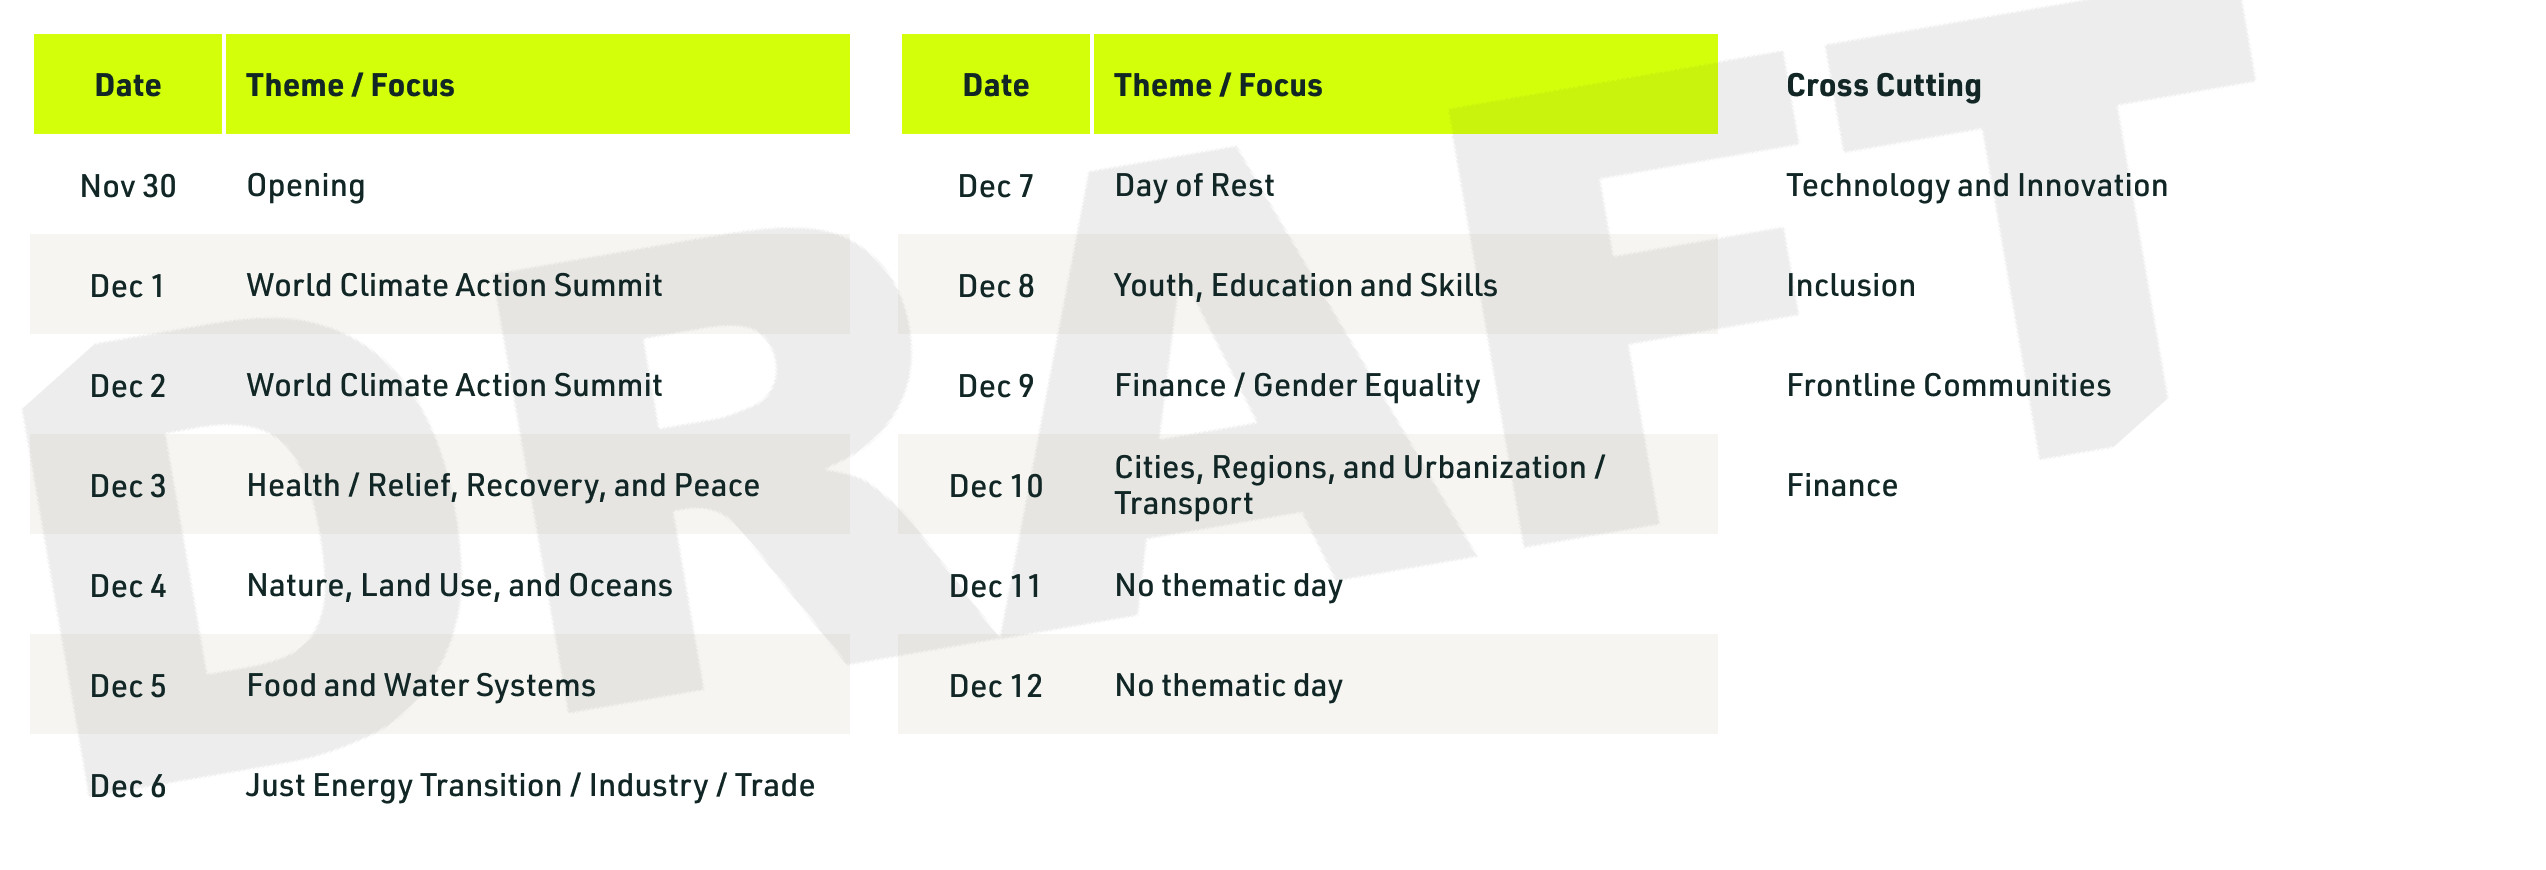 Date Theme / Focus
Nov 30 Opening
Dec 1 World Climate Action Summit
Dec 2 World Climate Action Summit
Dec 3 Health / Relief, Recovery, and Peace
Dec 4 Nature, Land Use, and Oceans
Dec 5 Food and Water Systems
Dec 6 Just Energy Transition / Industry / Trade
Date Theme / Focus
Dec 7 Day of Rest
Dec 8 Youth, Education and Skills
Dec 9 Finance / Gender Equality
Dec 10 Cities, Regions, and Urbanization /
Transport
Dec 11 No thematic day
Dec 12 No thematic day
Cross Cutting
Technology and Innovation
Inclusion
Frontline Communities
Finance
DRAFT